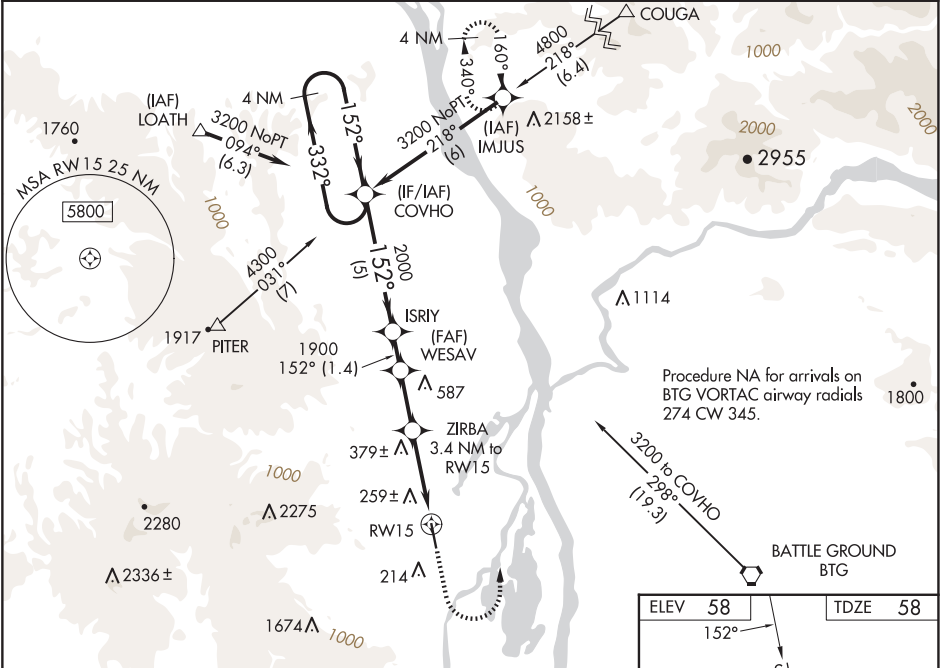 COUGA
4 NM
160°
340°
4800
218°
(6.4)
1000
2000
2000
4 NM
(IAF)
LOATH
3200 NoPT
094°
(6.3)
152°
332°
3200 NoPT
218°
(6)
(IAF)
IMJUS
2158±
2955
1760
MSA RW15 25 NM
5800
1000
(IF/IAF)
COVHO
1000
4300
031°
(7)
2000
152°
(5)
1114
1917
PITER
ISRIY
(FAF)
WESAV
1900
152° (1.4)
587
Procedure NA for arrivals on
BTG VORTAC airway radials
274 CW 345.
1800
ZIRBA
3.4 NM to
RW15
379±
1000
259±
3200 to COVHO
298°
(19.3)
2280
2275
RW15
BATTLE GROUND
BTG
2336±
214
1674
1000
ELEV 58
TDZE 58
152°